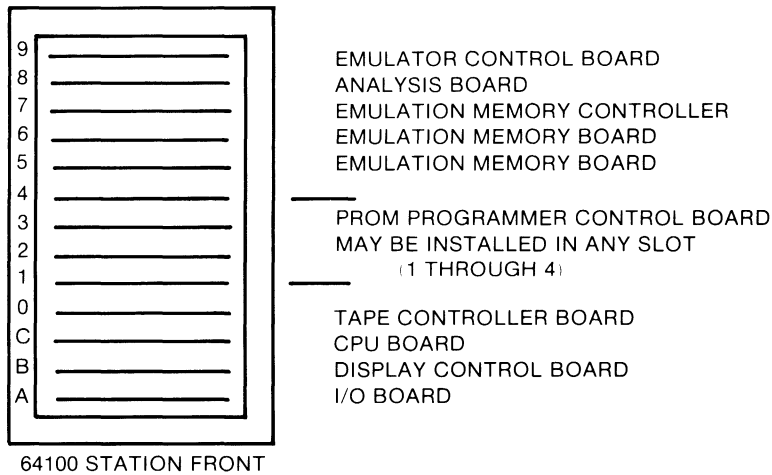 9 EMULATOR CONTROL BOARD
8 ANALYSIS BOARD
7 EMULATION MEMORY CONTROLLER
6 EMULATION MEMORY BOARD
5 EMULATION MEMORY BOARD
4
3 PROM PROGRAMMER CONTROL BOARD
2 MAY BE INSTALLED IN ANY SLOT
1 (1 THROUGH 4)
0 TAPE CONTROLLER BOARD
C CPU BOARD
B DISPLAY CONTROL BOARD
A I/O BOARD
64100 STATION FRONT